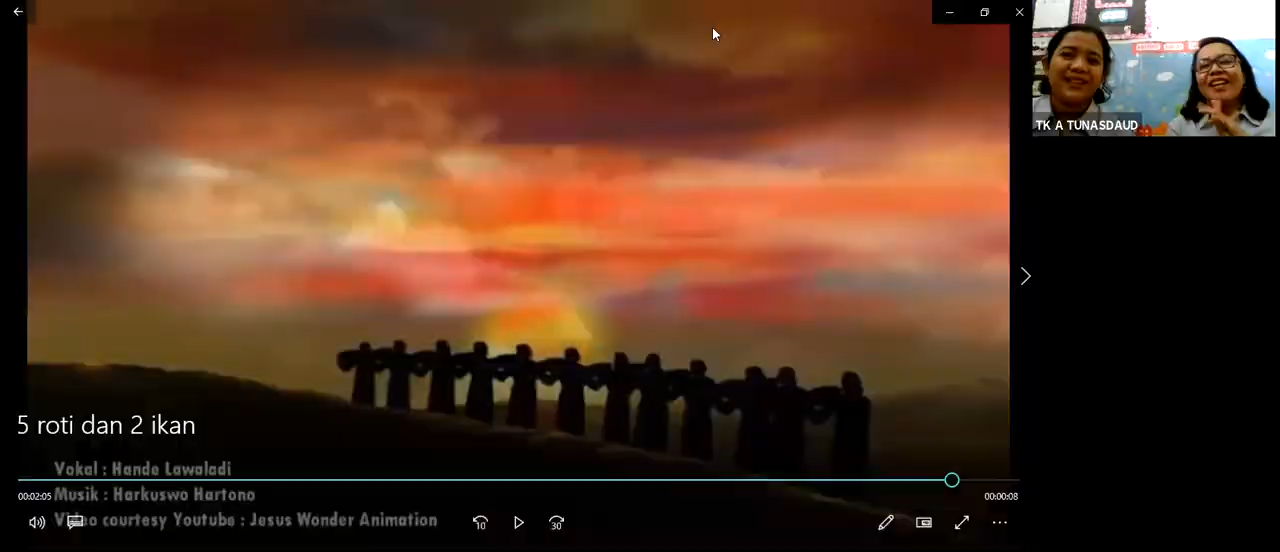 TK A TUNASDAUD
5 roti dan 2 ikan
Vokal : Hande Lawaladi
00:02:05
00:00:08
Musik : Harkuswo Hartono
Video courtesy Youtube : Jesus Wonder Animation
10
30